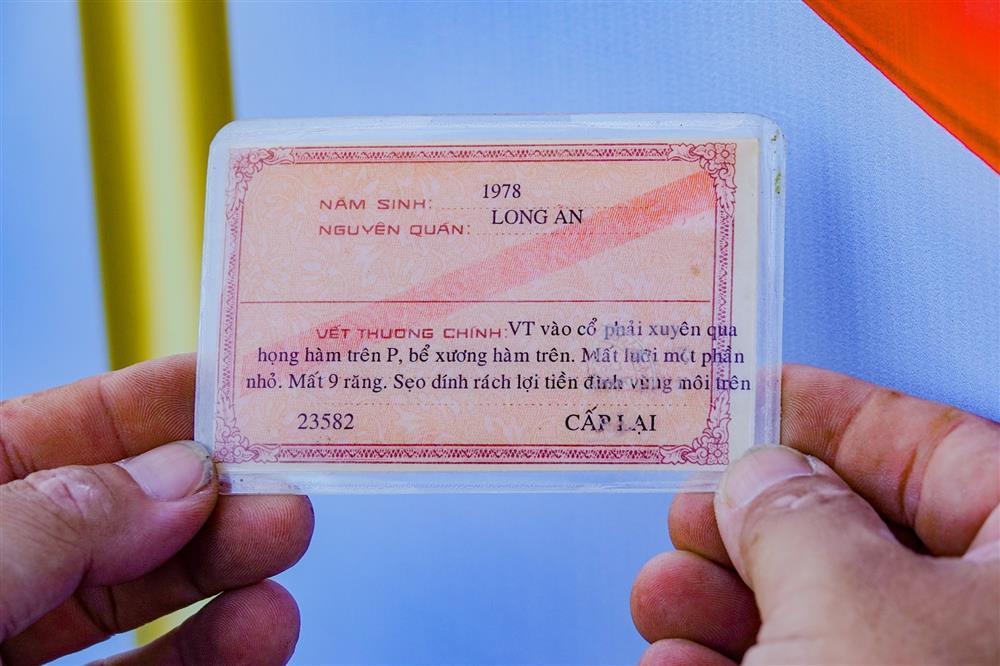 NĂM SINH: 1978
NGUYÊN QUÁN: LONG AN
VẾT THƯƠNG CHÍNH: VT vào cổ phải xuyên qua
họng hàm trên P, bể xương hàm trên. Mất lưỡi một phần
nhỏ. Mất 9 răng. Sẹo dính rách lợi tiền đình vùng môi trên
23582 CẤP LẠI